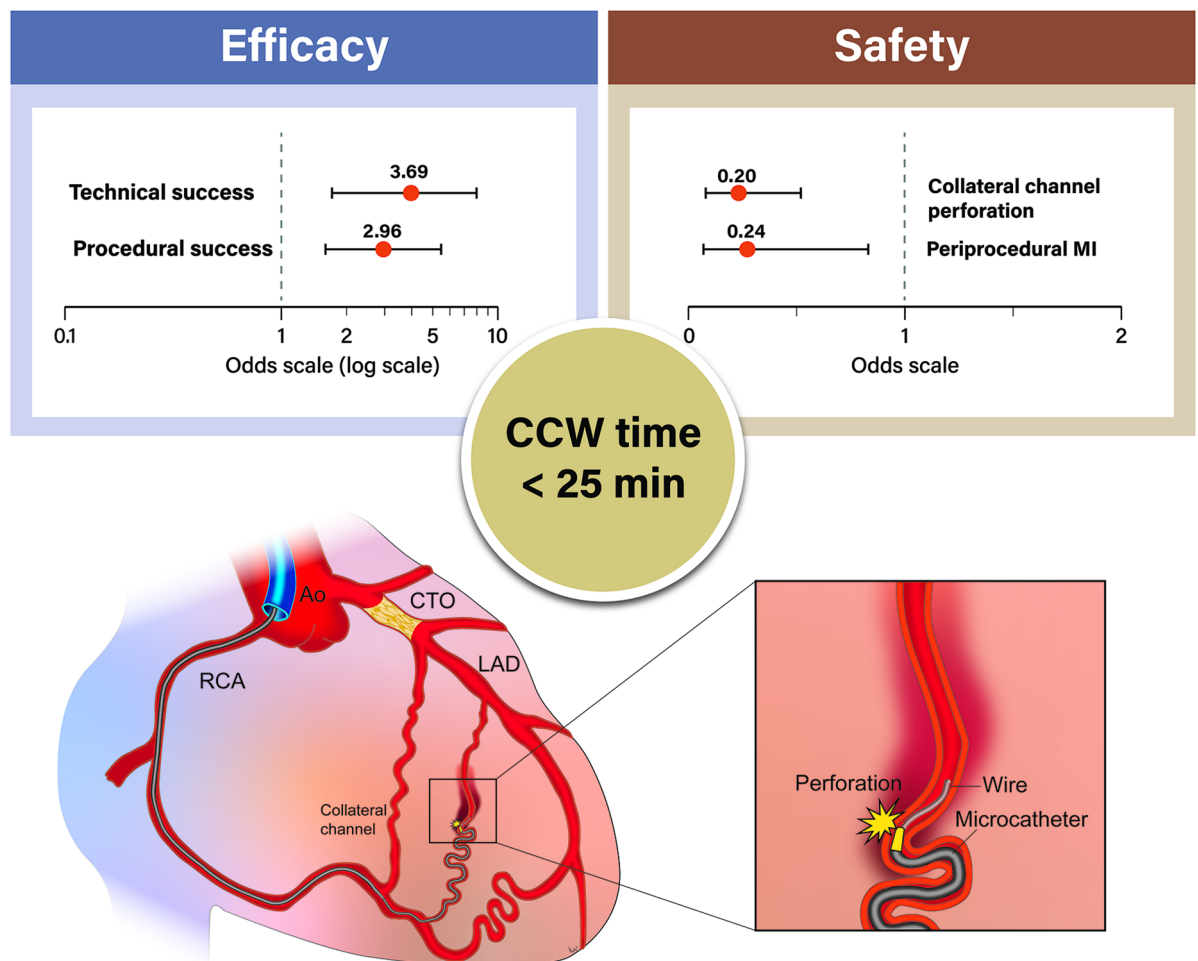 Efficacy
Technical success
3.69
Procedural success
2.96
0.1
1
2
5
10
Odds scale (log scale)
Safety
0.20
Collateral channel
perforation
0.24
Periprocedural MI
0
1
2
Odds scale
CCW time
< 25 min
Ao
CTO
RCA
LAD
Collateral
channel
Perforation
Wire
Microcatheter